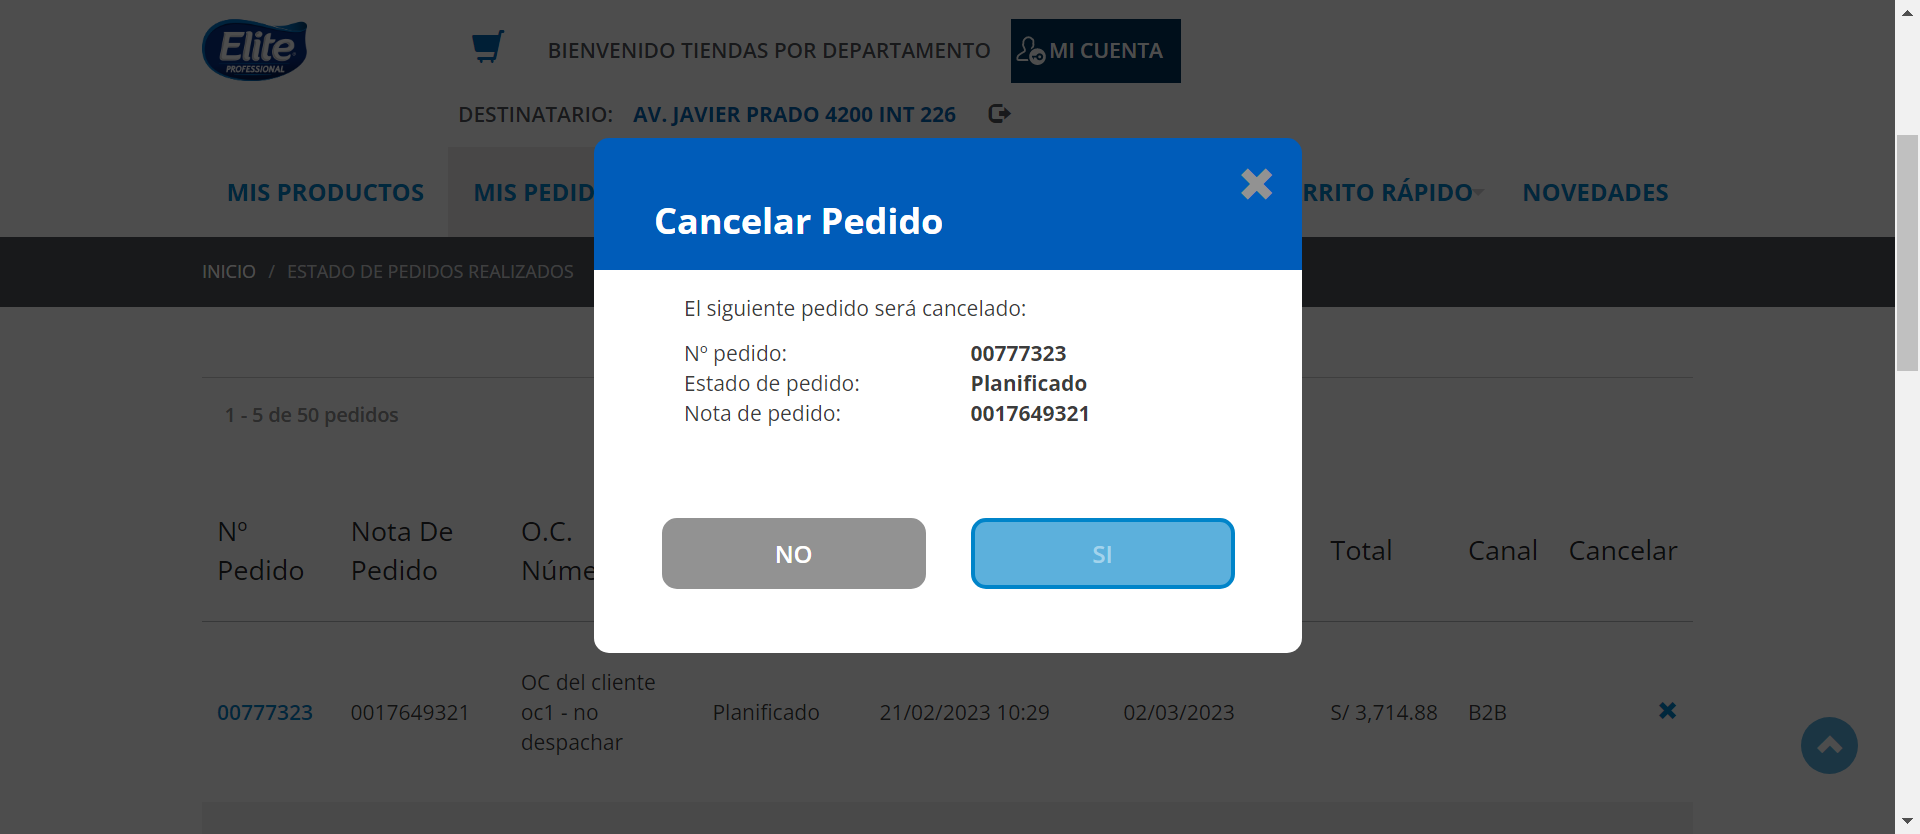 Elite
PROFESSIONAL
BIENVENIDO TIENDAS POR DEPARTAMENTO
MI CUENTA
DESTINATARIO: AV. JAVIER PRADO 4200 INT 226
MIS PRODUCTOS
MIS PEDID
RRITO RÁPIDO
NOVEDADES
INICIO / ESTADO DE PEDIDOS REALIZADOS
Cancelar Pedido
El siguiente pedido será cancelado:
Nº pedido: 00777323
Estado de pedido: Planificado
Nota de pedido: 0017649321
NO
SI
1 - 5 de 50 pedidos
Nº
Pedido
Nota De
Pedido
O.C.
Núme
Total
Canal
Cancelar
00777323
0017649321
OC del cliente
oc1 - no
despachar
Planificado
21/02/2023 10:29
02/03/2023
S/ 3,714.88
B2B